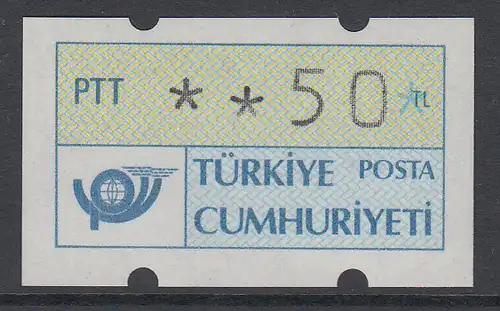 PTT **50 *TL
TÜRKİYE POSTA
CUMHURİYETİ